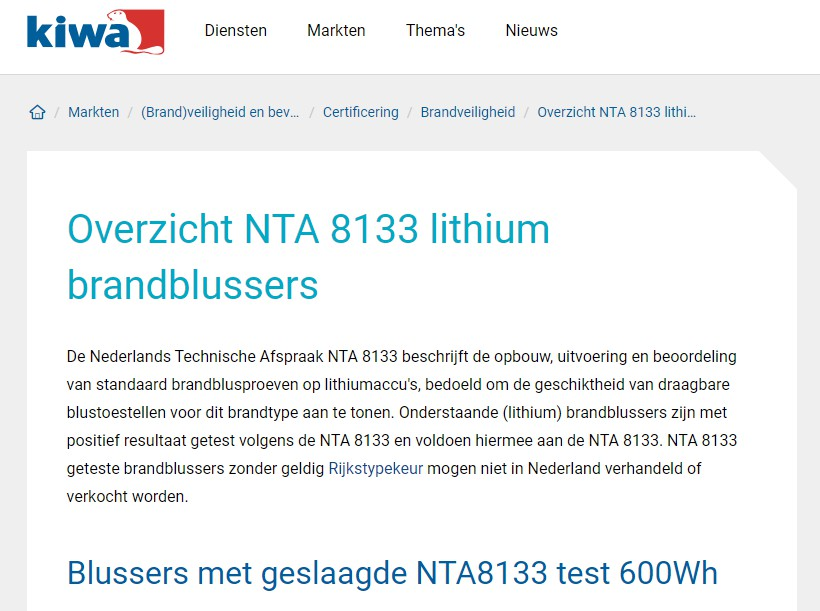 kiwa
Diensten Markten Thema's Nieuws
/ Markten / (Brand)veiligheid en bev... / Certificering / Brandveiligheid / Overzicht NTA 8133 lithi...
Overzicht NTA 8133 lithium
brandblussers
De Nederlands Technische Afspraak NTA 8133 beschrijft de opbouw, uitvoering en beoordeling
van standaard brandblusproeven op lithiumaccu's, bedoeld om de geschiktheid van draagbare
blustoestellen voor dit brandtype aan te tonen. Onderstaande (lithium) brandblussers zijn met
positief resultaat getest volgens de NTA 8133 en voldoen hiermee aan de NTA 8133. NTA 8133
geteste brandblussers zonder geldig Rijkstypekeur mogen niet in Nederland verhandeld of
verkocht worden.
Blussers met geslaagde NTA8133 test 600Wh